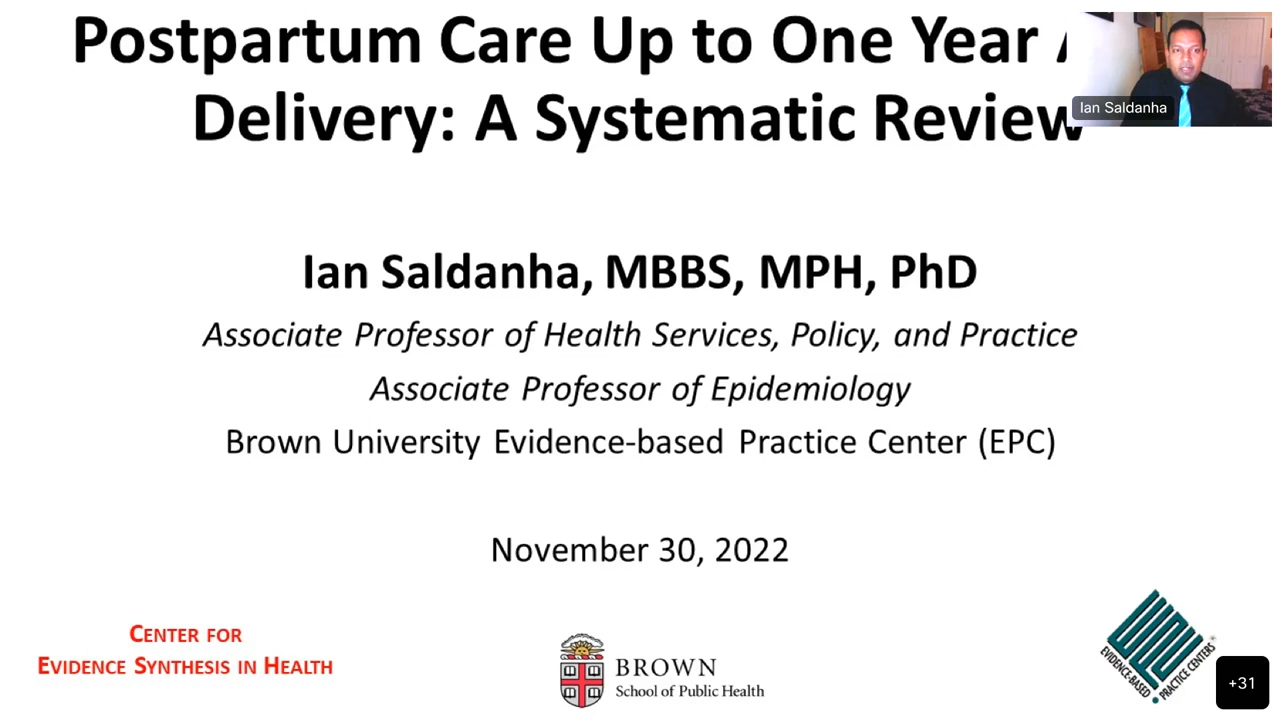 Postpartum Care Up to One Year
Delivery: A Systematic Review
Ian Saldanha
Ian Saldanha, MBBS, MPH, PhD
Associate Professor of Health Services, Policy, and Practice
Associate Professor of Epidemiology
Brown University Evidence-based Practice Center (EPC)
November 30, 2022
CENTER FOR
EVIDENCE SYNTHESIS IN HEALTH
BROWN
School of Public Health
EVIDENCE-BASED PRACTICE CENTERS
+31